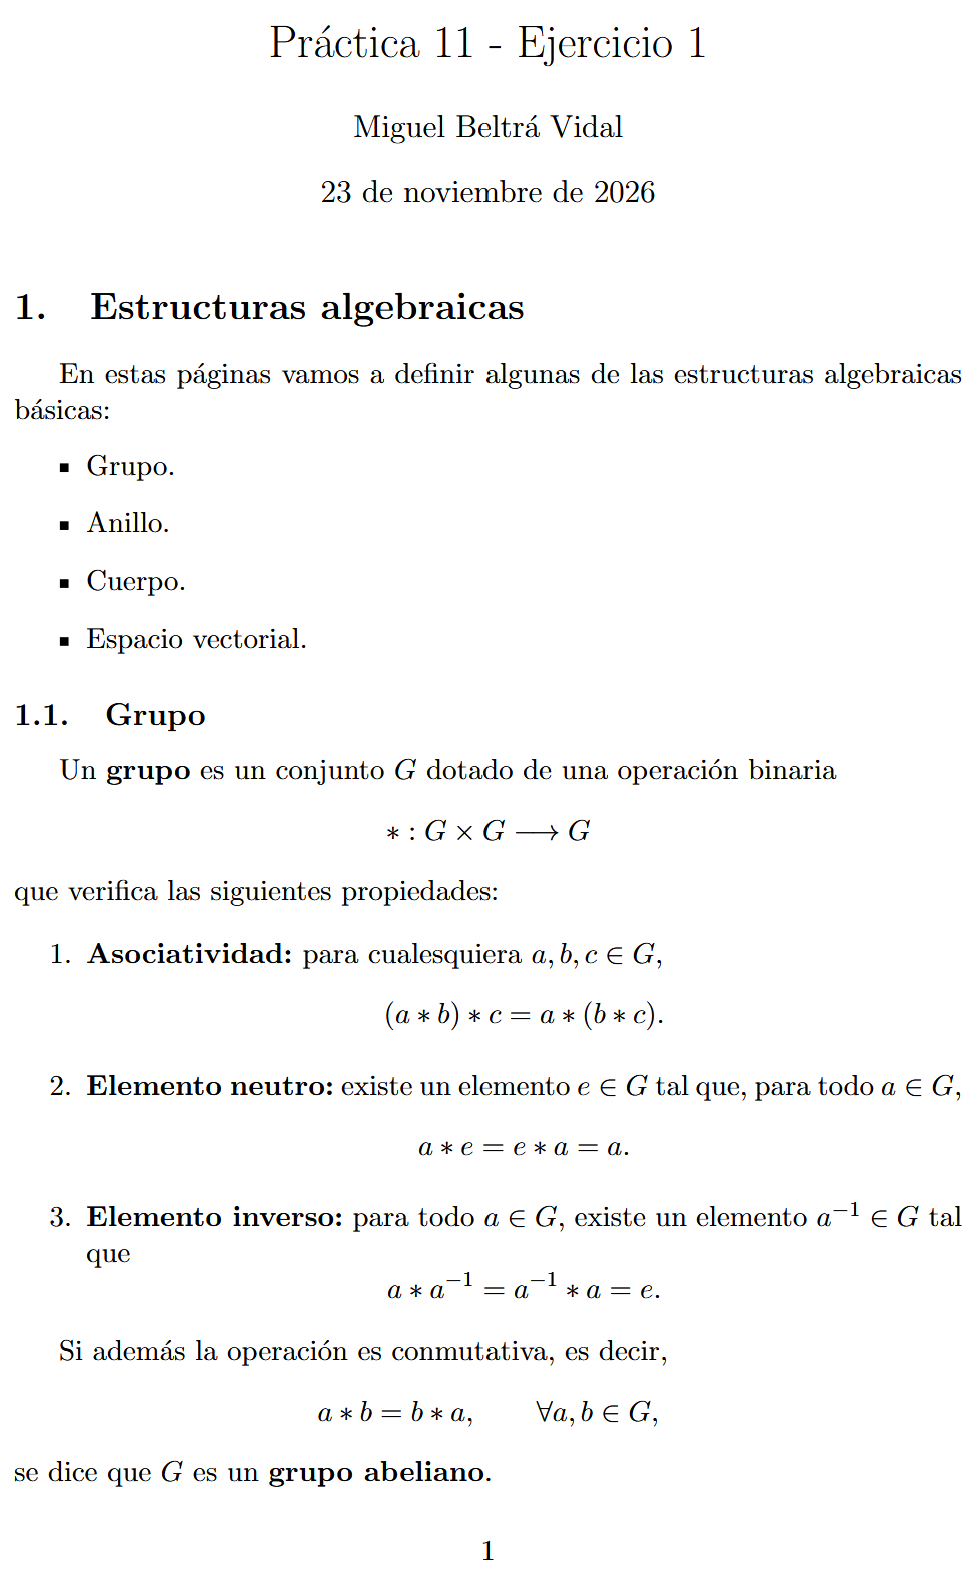 Práctica 11 - Ejercicio 1
Miguel Beltrá Vidal
23 de noviembre de 2026
1. Estructuras algebraicas
En estas páginas vamos a definir algunas de las estructuras algebraicas
básicas:
▪ Grupo.
▪ Anillo.
▪ Cuerpo.
▪ Espacio vectorial.
1.1. Grupo
Un grupo es un conjunto G dotado de una operación binaria
∗ : G × G ⟶ G
que verifica las siguientes propiedades:
1. Asociatividad: para cualesquiera a, b, c ∈ G,
(a ∗ b) ∗ c = a ∗ (b ∗ c).
2. Elemento neutro: existe un elemento e ∈ G tal que, para todo a ∈ G,
a ∗ e = e ∗ a = a.
3. Elemento inverso: para todo a ∈ G, existe un elemento a⁻¹ ∈ G tal
que
a ∗ a⁻¹ = a⁻¹ ∗ a = e.
Si además la operación es conmutativa, es decir,
a ∗ b = b ∗ a, ∀a, b ∈ G,
se dice que G es un grupo abeliano.
1